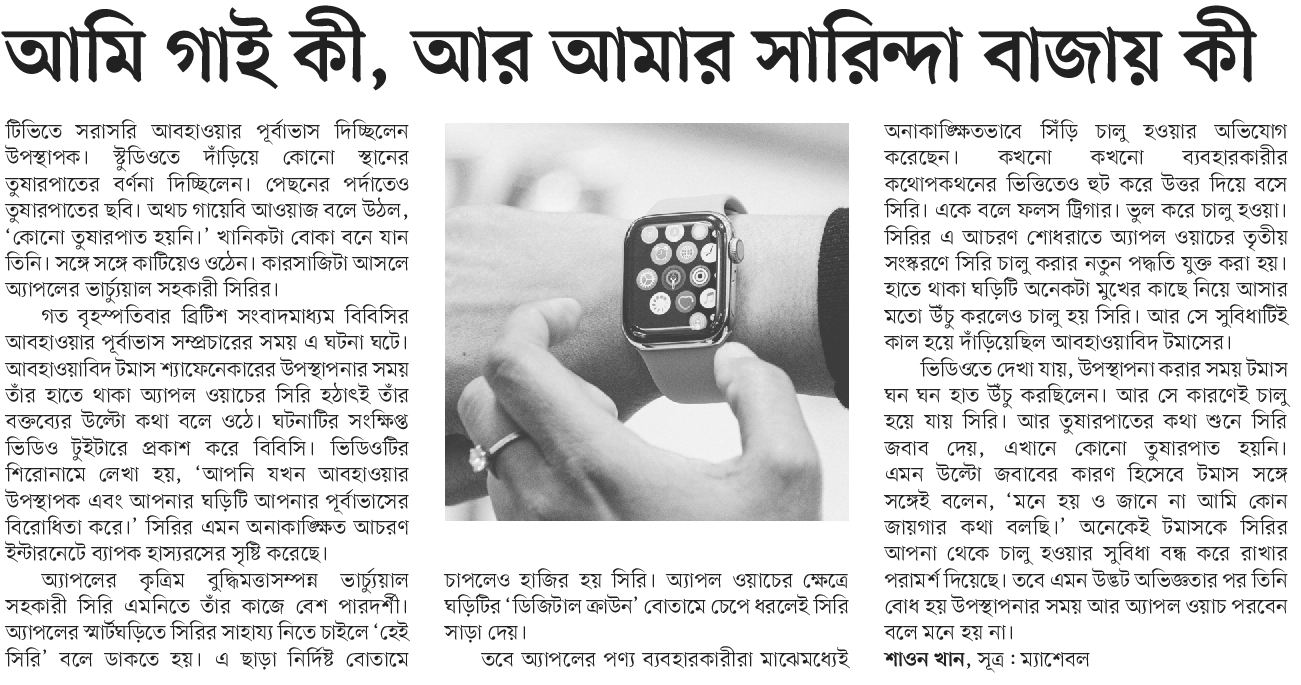 আমি গাই কী, আর আমার সারিন্দা বাজায় কী
টিভিতে সরাসরি আবহাওয়ার পূর্বাভাস দিচ্ছিলেন
উপস্থাপক। স্টুডিওতে দাঁড়িয়ে কোনো স্থানের
তুষারপাতের বর্ণনা দিচ্ছিলেন। পেছনের পর্দাতেও
তুষারপাতের ছবি। অথচ গায়েবি আওয়াজ বলে উঠল,
‘কোনো তুষারপাত হয়নি।’ খানিকটা বোকা বনে যান
তিনি। সঙ্গে সঙ্গে কাটিয়েও ওঠেন। কারসাজিটা আসলে
অ্যাপলের ভার্চ্যুয়াল সহকারী সিরির।
গত বৃহস্পতিবার ব্রিটিশ সংবাদমাধ্যম বিবিসির
আবহাওয়ার পূর্বাভাস সম্প্রচারের সময় এ ঘটনা ঘটে।
আবহাওয়াবিদ টমাস শ্যাফেনেকারের উপস্থাপনার সময়
তাঁর হাতে থাকা অ্যাপল ওয়াচের সিরি হঠাৎই তাঁর
বক্তব্যের উল্টো কথা বলে ওঠে। ঘটনাটির সংক্ষিপ্ত
ভিডিও টুইটারে প্রকাশ করে বিবিসি। ভিডিওটির
শিরোনামে লেখা হয়, ‘আপনি যখন আবহাওয়ার
উপস্থাপক এবং আপনার ঘড়িটি আপনার পূর্বাভাসের
বিরোধিতা করে।’ সিরির এমন অনাকাঙ্ক্ষিত আচরণ
ইন্টারনেটে ব্যাপক হাস্যরসের সৃষ্টি করেছে।
অ্যাপলের কৃত্রিম বুদ্ধিমত্তাসম্পন্ন ভার্চ্যুয়াল
সহকারী সিরি এমনিতে তাঁর কাজে বেশ পারদর্শী।
অ্যাপলের স্মার্টঘড়িতে সিরির সাহায্য নিতে চাইলে ‘হেই
সিরি’ বলে ডাকতে হয়। এ ছাড়া নির্দিষ্ট বোতামে
চাপলেও হাজির হয় সিরি। অ্যাপল ওয়াচের ক্ষেত্রে
ঘড়িটির ‘ডিজিটাল ক্রাউন’ বোতামে চেপে ধরলেই সিরি
সাড়া দেয়।
তবে অ্যাপলের পণ্য ব্যবহারকারীরা মাঝেমধ্যেই
অনাকাঙ্ক্ষিতভাবে সিঁড়ি চালু হওয়ার অভিযোগ
করেছেন। কখনো কখনো ব্যবহারকারীর
কথোপকথনের ভিত্তিতেও হুট করে উত্তর দিয়ে বসে
সিরি। একে বলে ফলস ট্রিগার। ভুল করে চালু হওয়া।
সিরির এ আচরণ শোধরাতে অ্যাপল ওয়াচের তৃতীয়
সংস্করণে সিরি চালু করার নতুন পদ্ধতি যুক্ত করা হয়।
হাতে থাকা ঘড়িটি অনেকটা মুখের কাছে নিয়ে আসার
মতো উঁচু করলেও চালু হয় সিরি। আর সে সুবিধাটিই
কাল হয়ে দাঁড়িয়েছিল আবহাওয়াবিদ টমাসের।
ভিডিওতে দেখা যায়, উপস্থাপনা করার সময় টমাস
ঘন ঘন হাত উঁচু করছিলেন। আর সে কারণেই চালু
হয়ে যায় সিরি। আর তুষারপাতের কথা শুনে সিরি
জবাব দেয়, এখানে কোনো তুষারপাত হয়নি।
এমন উল্টো জবাবের কারণ হিসেবে টমাস সঙ্গে
সঙ্গেই বলেন, ‘মনে হয় ও জানে না আমি কোন
জায়গার কথা বলছি।’ অনেকেই টমাসকে সিরির
আপনা থেকে চালু হওয়ার সুবিধা বন্ধ করে রাখার
পরামর্শ দিয়েছে। তবে এমন উদ্ভট অভিজ্ঞতার পর তিনি
বোধ হয় উপস্থাপনার সময় আর অ্যাপল ওয়াচ পরবেন
বলে মনে হয় না।
শাওন খান, সূত্র : ম্যাশেবল